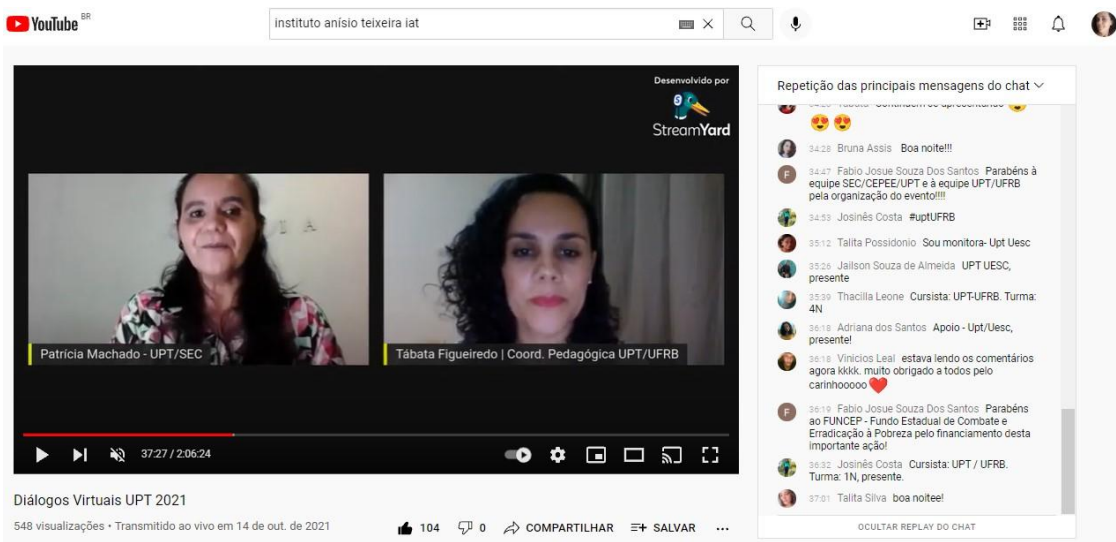 YouTube BR
instituto anísio teixeira iat
Desenvolvido por
StreamYard
Patrícia Machado - UPT/SEC
Tábata Figueiredo | Coord. Pedagógica UPT/UFRB
37:27 / 2:06:24
Diálogos Virtuais UPT 2021
548 visualizações • Transmitido ao vivo em 14 de out. de 2021
104
0
COMPARTILHAR
SALVAR
Repetição das principais mensagens do chat
34:28 Bruna Assis Boa noite!!!
34:47 Fabio Josue Souza Dos Santos Parabéns à
equipe SEC/CEPEE/UPT e à equipe UPT/UFRB
pela organização do evento!!!!
34:53 Josinês Costa #uptUFRB
35:12 Talita Possidonio Sou monitora- Upt Uesc
35:26 Jailson Souza de Almeida UPT UESC,
presente
35:39 Thacilla Leone Cursista: UPT-UFRB. Turma:
4N
36:18 Adriana dos Santos Apoio - Upt/Uesc,
presente!
36:18 Vinicios Leal estava lendo os comentários
agora kkkk. muito obrigado a todos pelo
carinhooooo
36:19 Fabio Josue Souza Dos Santos Parabéns
ao FUNCEP - Fundo Estadual de Combate e
Erradicação à Pobreza pelo financiamento desta
importante ação!
36:32 Josinês Costa Cursista: UPT / UFRB.
Turma: 1N, presente.
37:01 Talita Silva boa noitee!
OCULTAR REPLAY DO CHAT